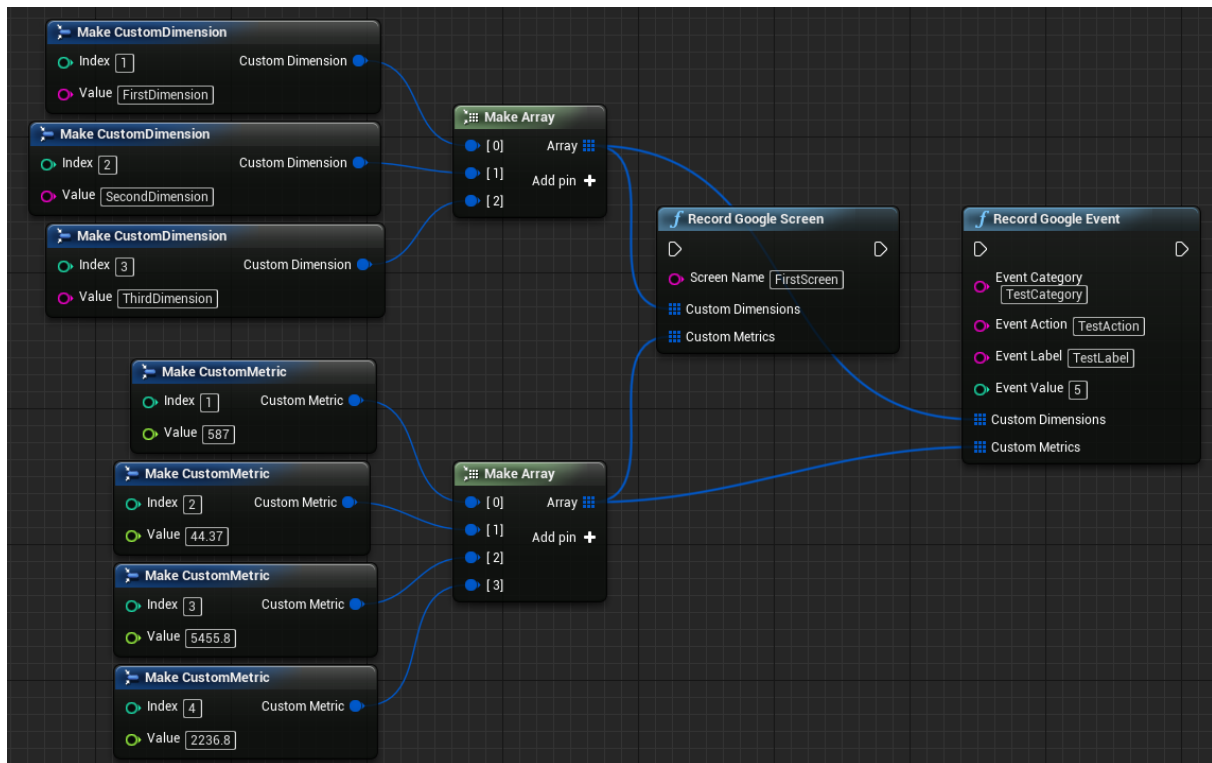 Make CustomDimension
Index 1 Custom Dimension
Value FirstDimension
Make CustomDimension
Index 2 Custom Dimension
Value SecondDimension
Make CustomDimension
Index 3 Custom Dimension
Value ThirdDimension
Make Array
[0] Array
[1] Add pin
[2]
Make CustomMetric
Index 1 Custom Metric
Value 587
Make CustomMetric
Index 2 Custom Metric
Value 44.37
Make CustomMetric
Index 3 Custom Metric
Value 5455.8
Make CustomMetric
Index 4 Custom Metric
Value 2236.8
Make Array
[0] Array
[1] Add pin
[2]
[3]
Record Google Screen
Screen Name FirstScreen
Custom Dimensions
Custom Metrics
Record Google Event
Event Category
TestCategory
Event Action TestAction
Event Label TestLabel
Event Value 5
Custom Dimensions
Custom Metrics